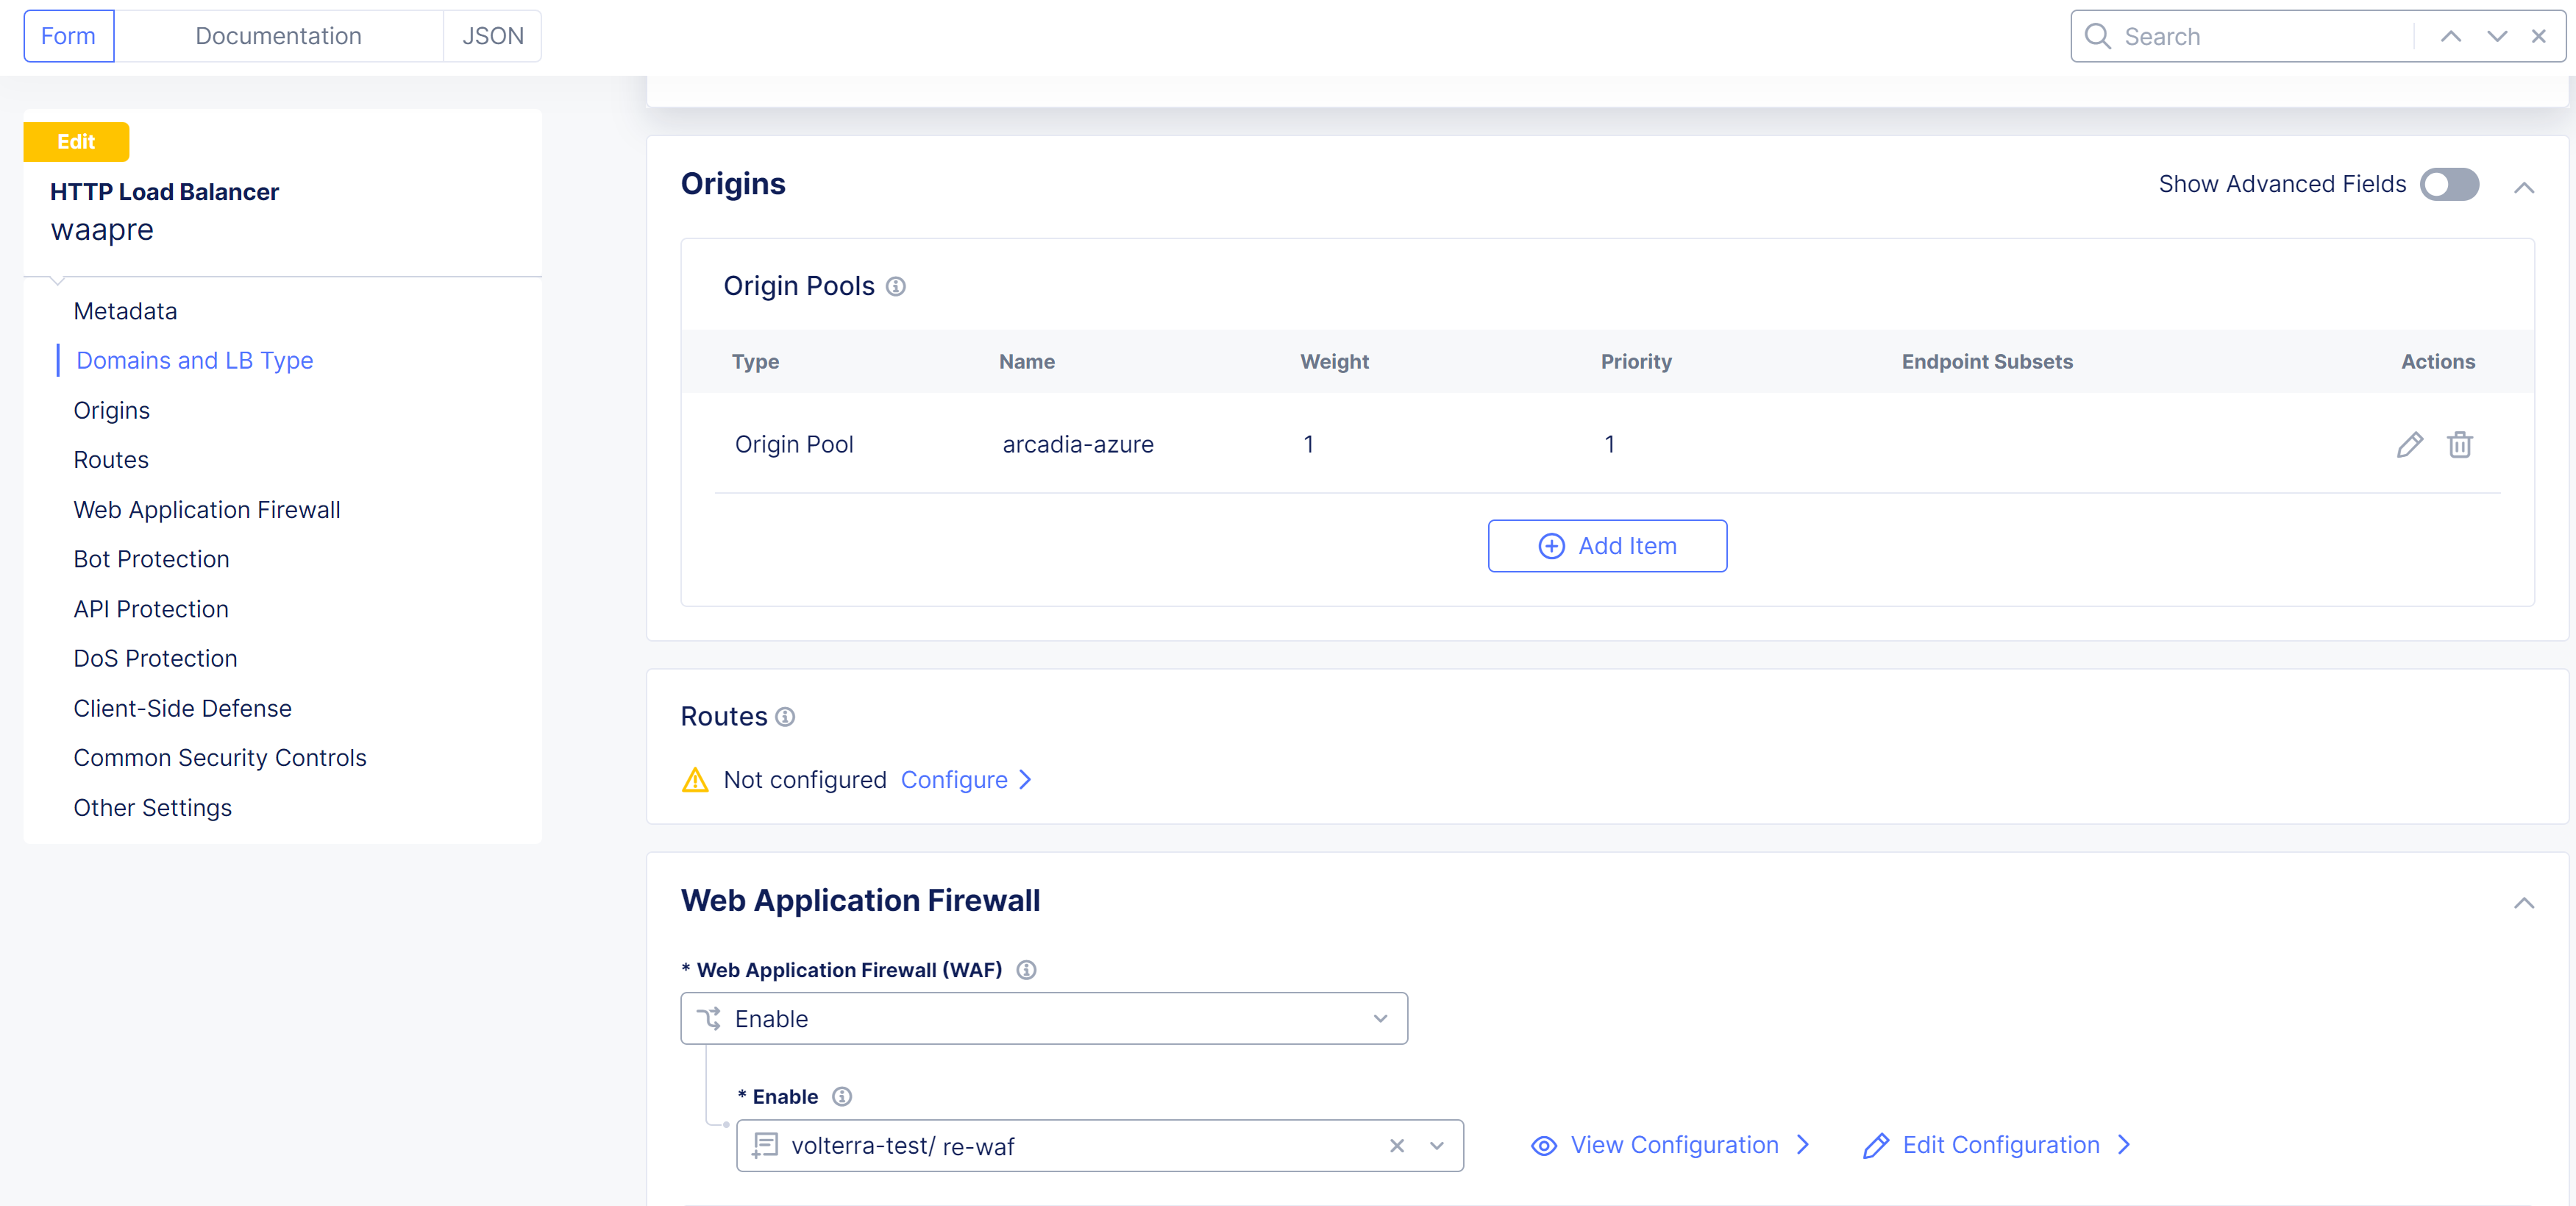 Form Documentation JSON
Search
Edit
HTTP Load Balancer
waapre
Metadata
Domains and LB Type
Origins
Routes
Web Application Firewall
Bot Protection
API Protection
DoS Protection
Client-Side Defense
Common Security Controls
Other Settings
Origins
Show Advanced Fields
Origin Pools
Type Name Weight Priority Endpoint Subsets Actions
Origin Pool arcadia-azure 1 1
Add Item
Routes
Not configured Configure
Web Application Firewall
* Web Application Firewall (WAF)
Enable
* Enable
volterra-test/ re-waf
View Configuration Edit Configuration